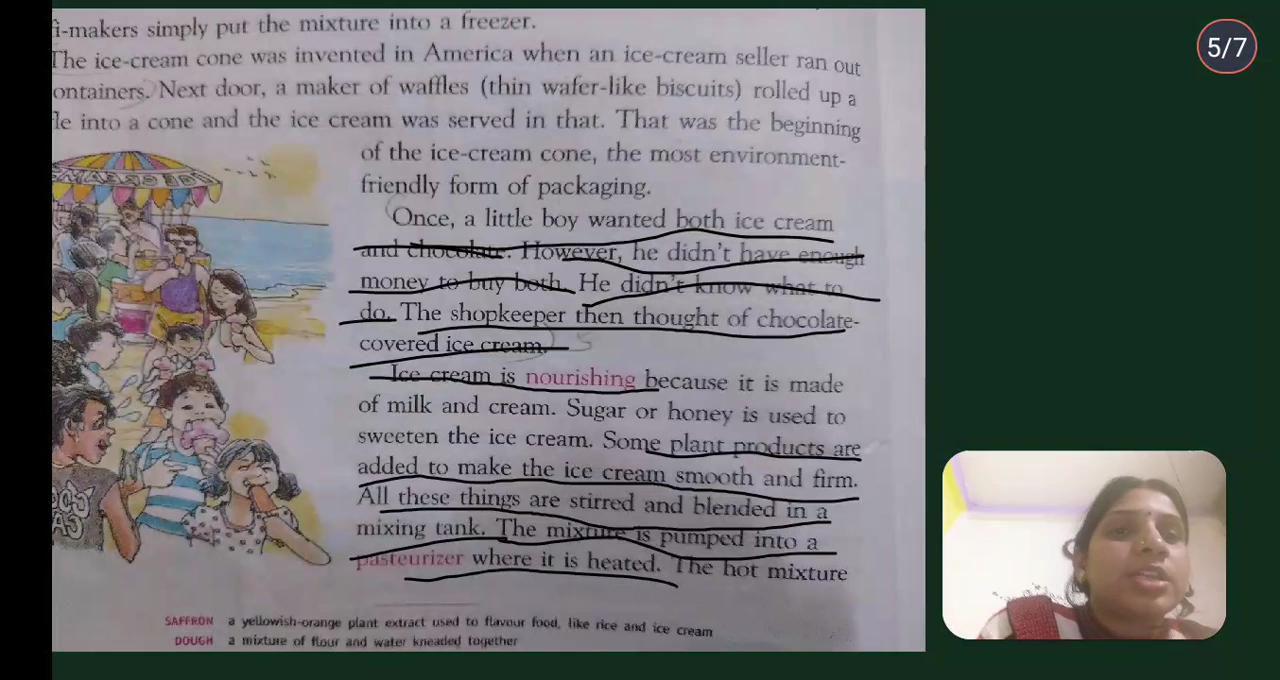 i-makers simply put the mixture into a freezer.
The ice-cream cone was invented in America when an ice-cream seller ran out
ontainers. Next door, a maker of waffles (thin wafer-like biscuits) rolled up a
le into a cone and the ice cream was served in that. That was the beginning
of the ice-cream cone, the most environment-
friendly form of packaging.
Once, a little boy wanted both ice cream
and chocolate. However, he didn't have enough
money to buy both. He didn't know what to
do. The shopkeeper then thought of chocolate-
covered ice cream.
Ice cream is nourishing because it is made
of milk and cream. Sugar or honey is used to
sweeten the ice cream. Some plant products are
added to make the ice cream smooth and firm.
All these things are stirred and blended in a
mixing tank. The mixture is pumped into a
pasteurizer where it is heated. The hot mixture
SAFFRON a yellowish-orange plant extract used to flavour food, like rice and ice cream
DOUGH a mixture of flour and water kneaded together
5/7